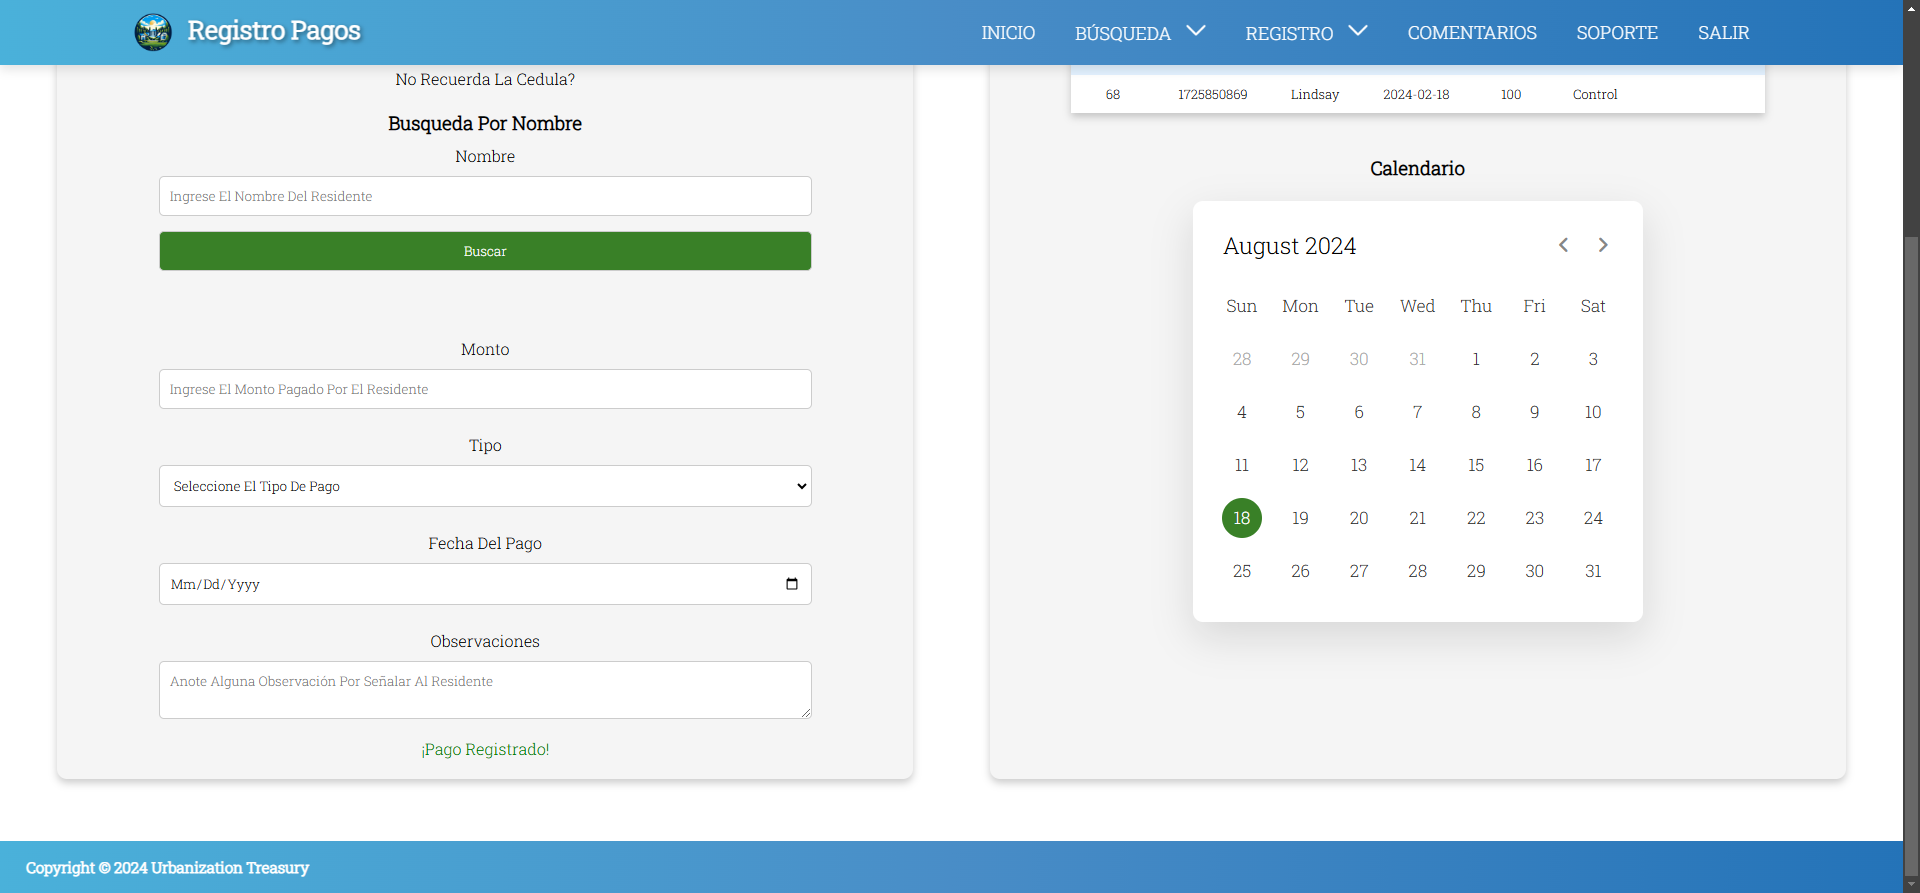 Registro Pagos
INICIO BÚSQUEDA REGISTRO COMENTARIOS SOPORTE SALIR
No Recuerda La Cedula?
Busqueda Por Nombre
Nombre
Ingrese El Nombre Del Residente
Buscar
Monto
Ingrese El Monto Pagado Por El Residente
Tipo
Seleccione El Tipo De Pago
Fecha Del Pago
Mm/Dd/Yyyy
Observaciones
Anote Alguna Observación Por Señalar Al Residente
¡Pago Registrado!
68 1725850869 Lindsay 2024-02-18 100 Control
Calendario
August 2024
Sun Mon Tue Wed Thu Fri Sat
28 29 30 31 1 2 3
4 5 6 7 8 9 10
11 12 13 14 15 16 17
18 19 20 21 22 23 24
25 26 27 28 29 30 31
Copyright © 2024 Urbanization Treasury